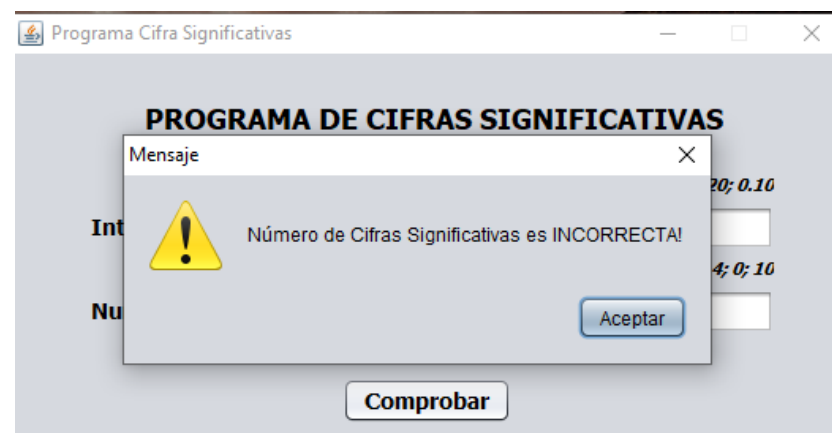 Programa Cifra Significativas
PROGRAMA DE CIFRAS SIGNIFICATIVAS
Mensaje
20; 0.10
Int
Número de Cifras Significativas es INCORRECTA!
4; 0; 10
Nu
Aceptar
Comprobar